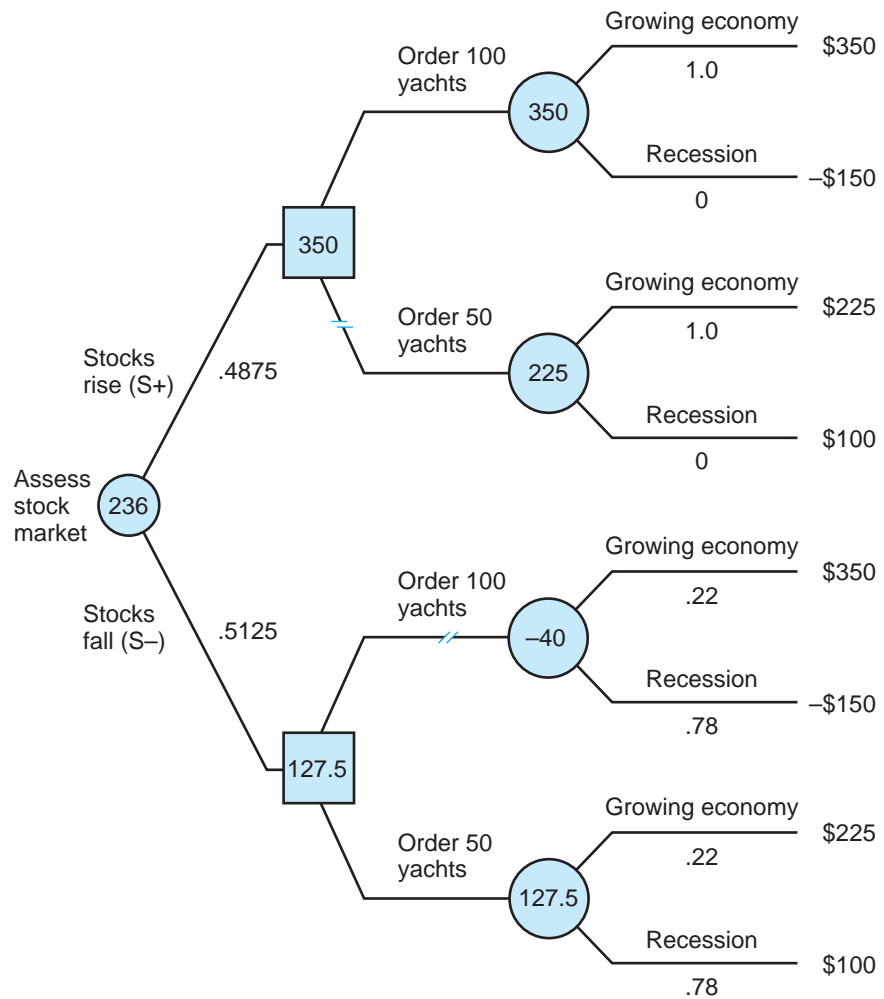 Growing economy
$350
1.0
Order 100
yachts
350
Recession
–$150
0
350
Growing economy
$225
1.0
Order 50
yachts
225
Recession
$100
0
Stocks
rise (S+)
.4875
Assess
stock
market
236
Stocks
fall (S–)
.5125
Growing economy
$350
.22
Order 100
yachts
–40
Recession
–$150
.78
127.5
Growing economy
$225
.22
Order 50
yachts
127.5
Recession
$100
.78